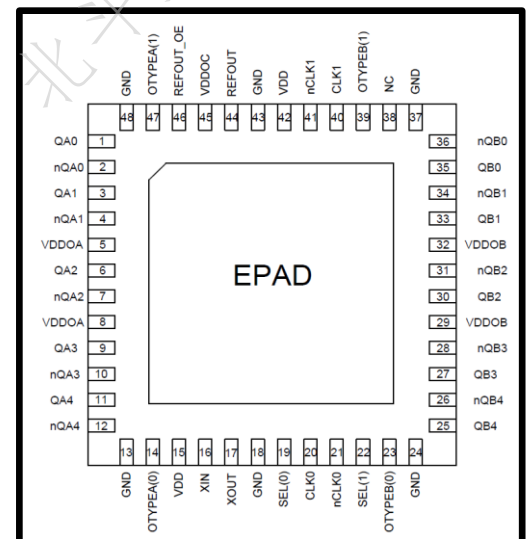 GND OTYPEA(1) REFOUT_OE VDDOC REFOUT GND VDD nCLK1 CLK1 OTYPEB(1) NC GND
48 47 46 45 44 43 42 41 40 39 38 37
QA0 1 36 nQB0
nQA0 2 35 QB0
QA1 3 34 nQB1
nQA1 4 33 QB1
VDDOA 5 32 VDDOB
QA2 6 31 nQB2
EPAD
nQA2 7 30 QB2
VDDOA 8 29 VDDOB
QA3 9 28 nQB3
nQA3 10 27 QB3
QA4 11 26 nQB4
nQA4 12 25 QB4
13 14 15 16 17 18 19 20 21 22 23 24
GND OTYPEA(0) VDD XIN XOUT GND SEL(0) CLK0 nCLK0 SEL(1) OTYPEB(0) GND